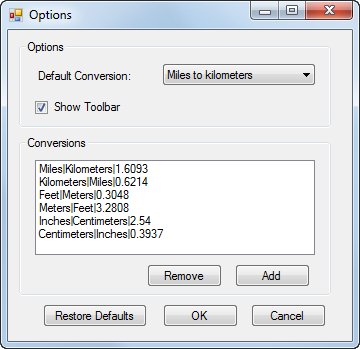 Options
Options
Default Conversion:
Miles to kilometers
Show Toolbar
Conversions
Miles|Kilometers|1.6093
Kilometers|Miles|0.6214
Feet|Meters|0.3048
Meters|Feet|3.2808
Inches|Centimeters|2.54
Centimeters|Inches|0.3937
Remove
Add
Restore Defaults
OK
Cancel